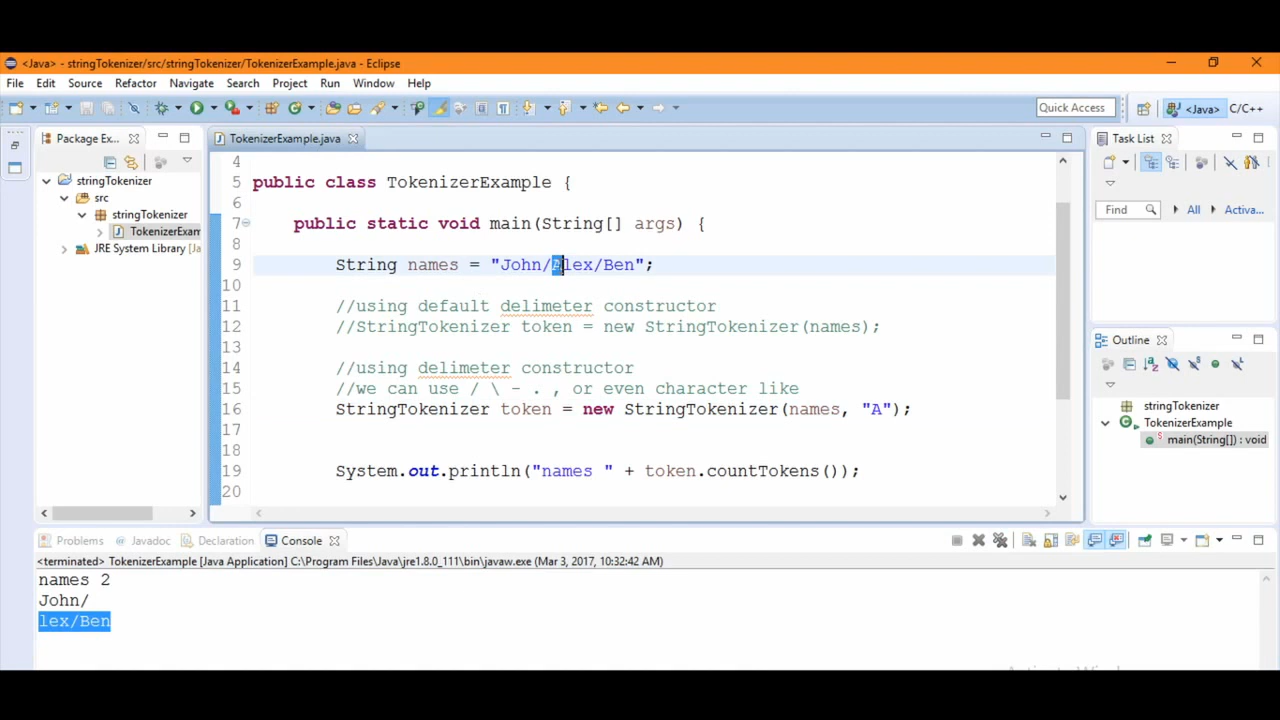 <Java> - stringTokenizer/src/stringTokenizer/TokenizerExample.java - Eclipse
File Edit Source Refactor Navigate Search Project Run Window Help
Quick Access <Java> C/C++
Package Ex...
TokenizerExample.java
Task List
stringTokenizer
src
stringTokenizer
TokenizerExam
JRE System Library [Ja
4
5 public class TokenizerExample {
6
7 public static void main(String[] args) {
8
9 String names = "John/Alex/Ben";
10
11 //using default delimeter constructor
12 //StringTokenizer token = new StringTokenizer(names);
13
14 //using delimeter constructor
15 //we can use / \ - . , or even character like
16 StringTokenizer token = new StringTokenizer(names, "A");
17
18
19 System.out.println("names " + token.countTokens());
20
Find All Activa...
Outline
stringTokenizer
TokenizerExample
main(String[]) : void
Problems Javadoc Declaration Console
<terminated> TokenizerExample [Java Application] C:\Program Files\Java\jre1.8.0_111\bin\javaw.exe (Mar 3, 2017, 10:32:42 AM)
names 2
John/
lex/Ben